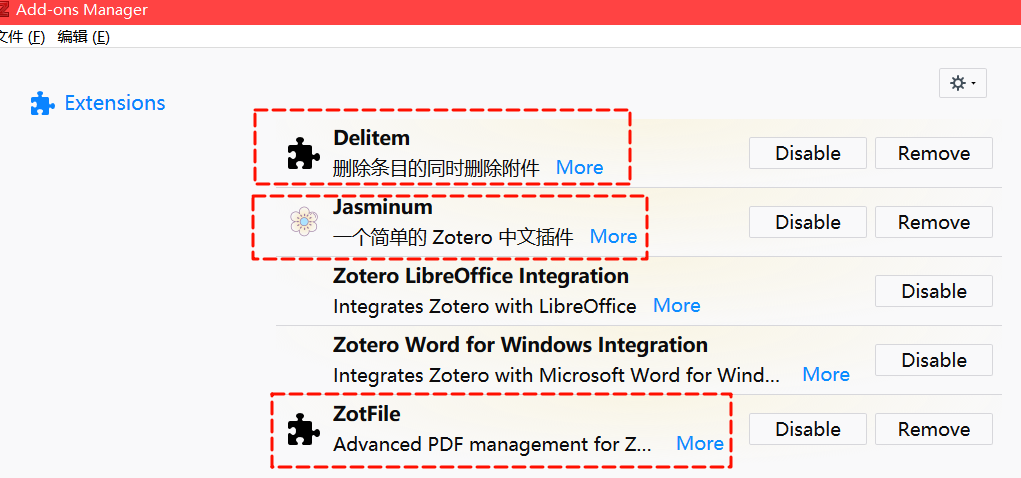 Add-ons Manager
文件 (F) 编辑 (E)
Extensions
Delitem
删除条目的同时删除附件 More
Disable
Remove
Jasminum
一个简单的 Zotero 中文插件 More
Disable
Remove
Zotero LibreOffice Integration
Integrates Zotero with LibreOffice More
Disable
Zotero Word for Windows Integration
Integrates Zotero with Microsoft Word for Wind... More
Disable
ZotFile
Advanced PDF management for Z... More
Disable
Remove